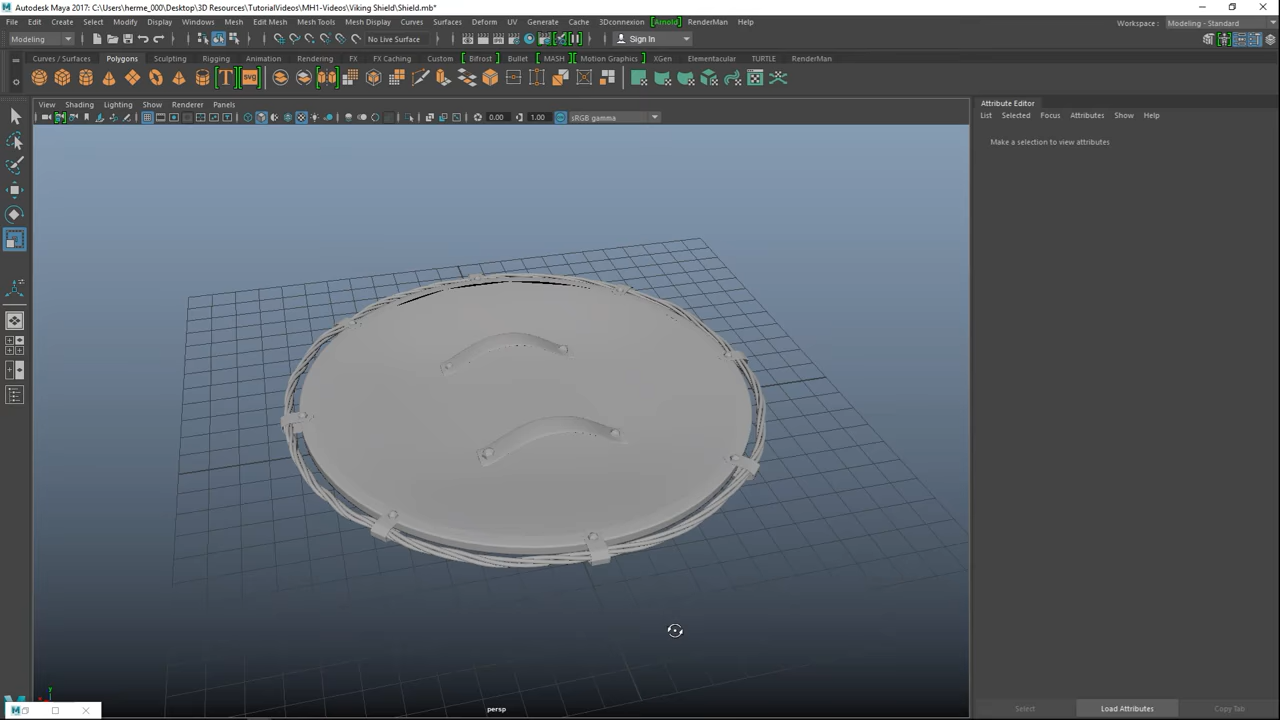 Autodesk Maya 2017: C:\Users\herme_000\Desktop\3D Resources\TutorialVideos\MH1-Videos\Viking Shield\Shield.mb*
File Edit Create Select Modify Display Windows Mesh Edit Mesh Mesh Tools Mesh Display Curves Surfaces Deform UV Generate Cache 3Dconnexion [Arnold] RenderMan Help
Workspace : Modeling - Standard
Modeling No Live Surface Sign In
Curves / Surfaces Polygons Sculpting Rigging Animation Rendering FX FX Caching Custom Bifrost Bullet MASH Motion Graphics XGen Elementacular TURTLE RenderMan
T svg
View Shading Lighting Show Renderer Panels
Attribute Editor
List Selected Focus Attributes Show Help
0.00 1.00 sRGB gamma
Make a selection to view attributes
persp
Select Load Attributes Copy Tab